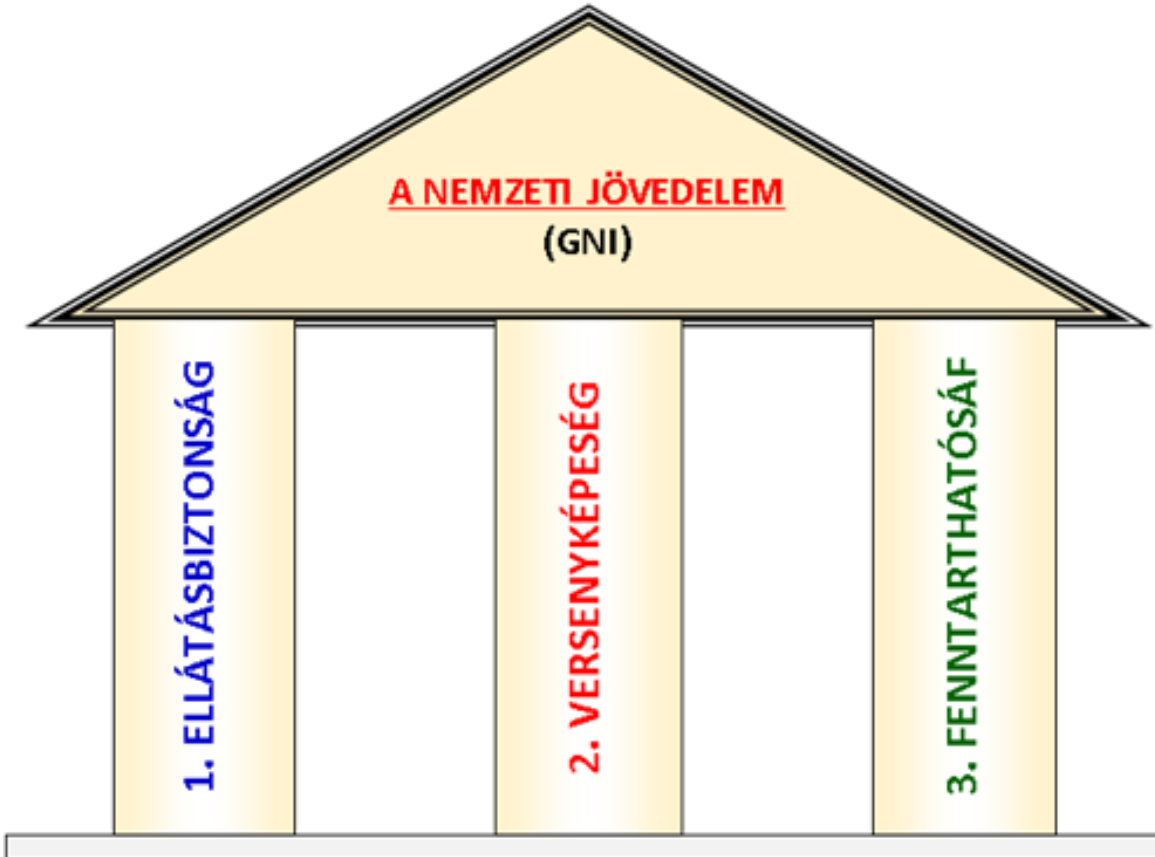 A NEMZETI JÖVEDELEM
(GNI)
1. ELLÁTÁSBIZTONSÁG
2. VERSENYKÉPESÉG
3. FENNTARTHATÓSÁF